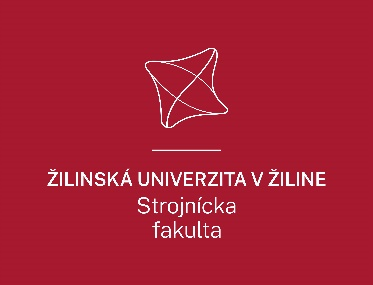 ŽILINSKÁ UNIVERZITA V ŽILINE
Strojnícka
fakulta